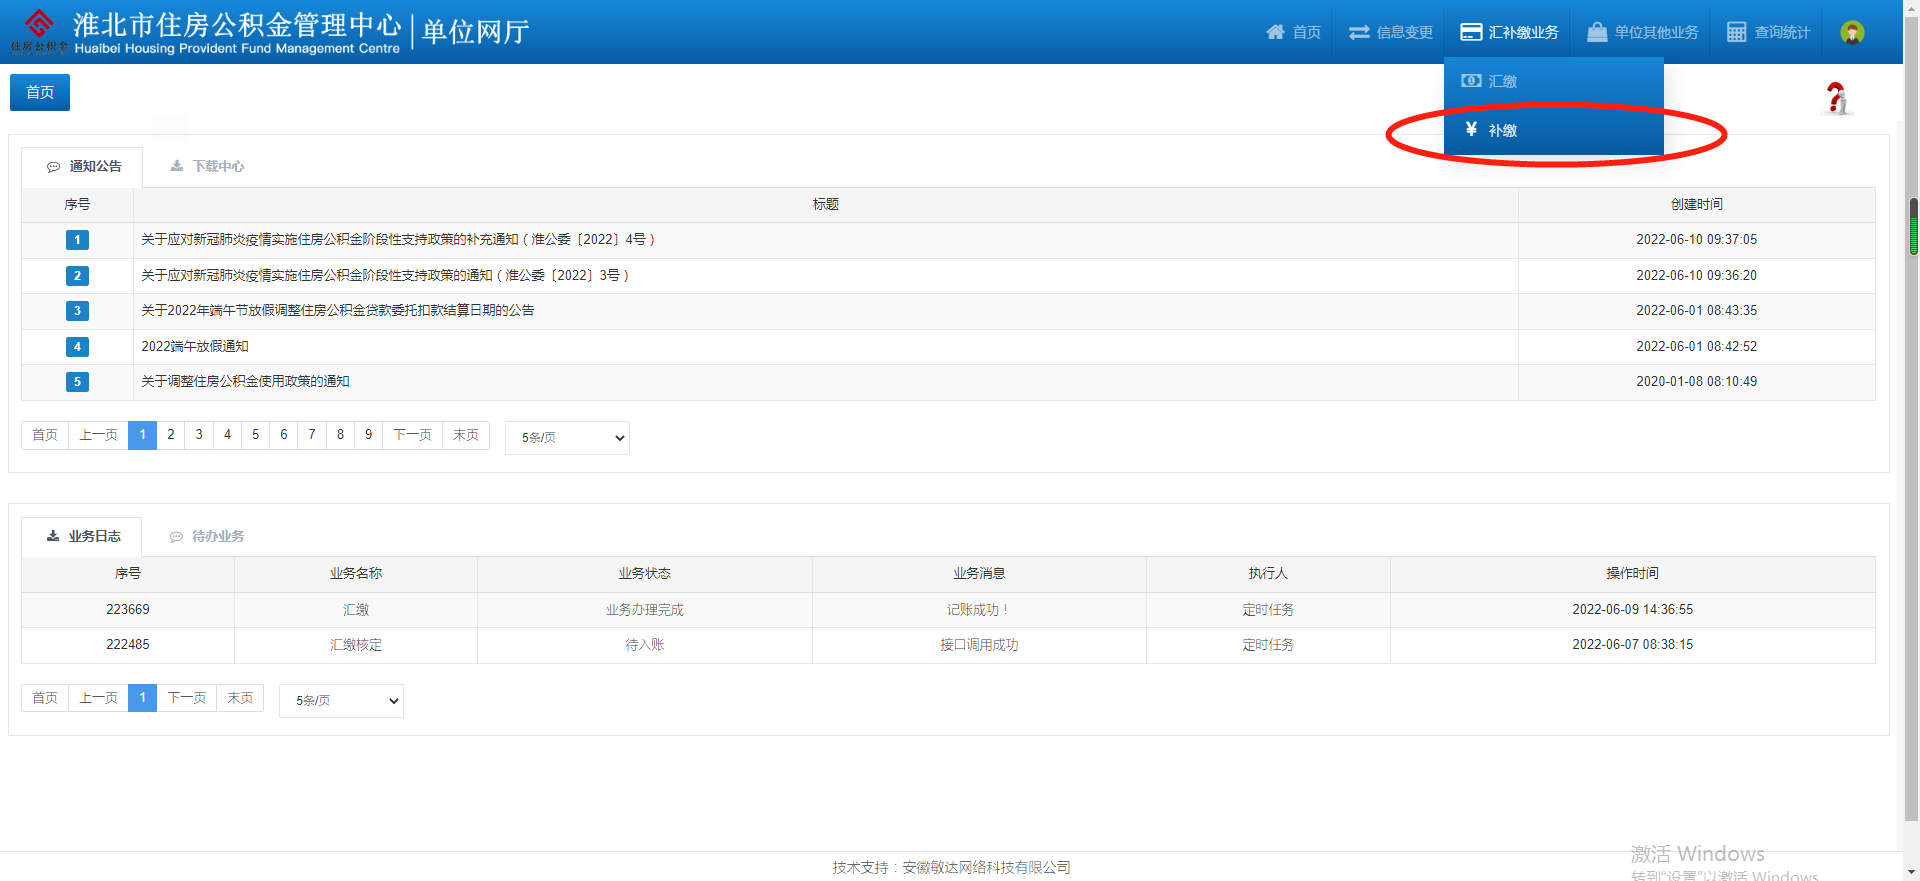 淮北市住房公积金管理中心
Huaibei Housing Provident Fund Management Centre
住房公积金
单位网厅
首页
信息变更
汇补缴业务
单位其他业务
查询统计
汇缴
¥ 补缴
首页
通知公告 下载中心
序号 标题 创建时间
1 关于应对新冠肺炎疫情实施住房公积金阶段性支持政策的补充通知（淮公委〔2022〕4号） 2022-06-10 09:37:05
2 关于应对新冠肺炎疫情实施住房公积金阶段性支持政策的通知（淮公委〔2022〕3号） 2022-06-10 09:36:20
3 关于2022年端午节放假调整住房公积金贷款委托扣款结算日期的公告 2022-06-01 08:43:35
4 2022端午放假通知 2022-06-01 08:42:52
5 关于调整住房公积金使用政策的通知 2020-01-08 08:10:49
首页 上一页 1 2 3 4 5 6 7 8 9 下一页 末页 5条/页
业务日志 待办业务
序号 业务名称 业务状态 业务消息 执行人 操作时间
223669 汇缴 业务办理完成 记账成功！ 定时任务 2022-06-09 14:36:55
222485 汇缴核定 待入账 接口调用成功 定时任务 2022-06-07 08:38:15
首页 上一页 1 下一页 末页 5条/页
技术支持：安徽敏达网络科技有限公司
激活 Windows
转到"设置"以激活 Windows